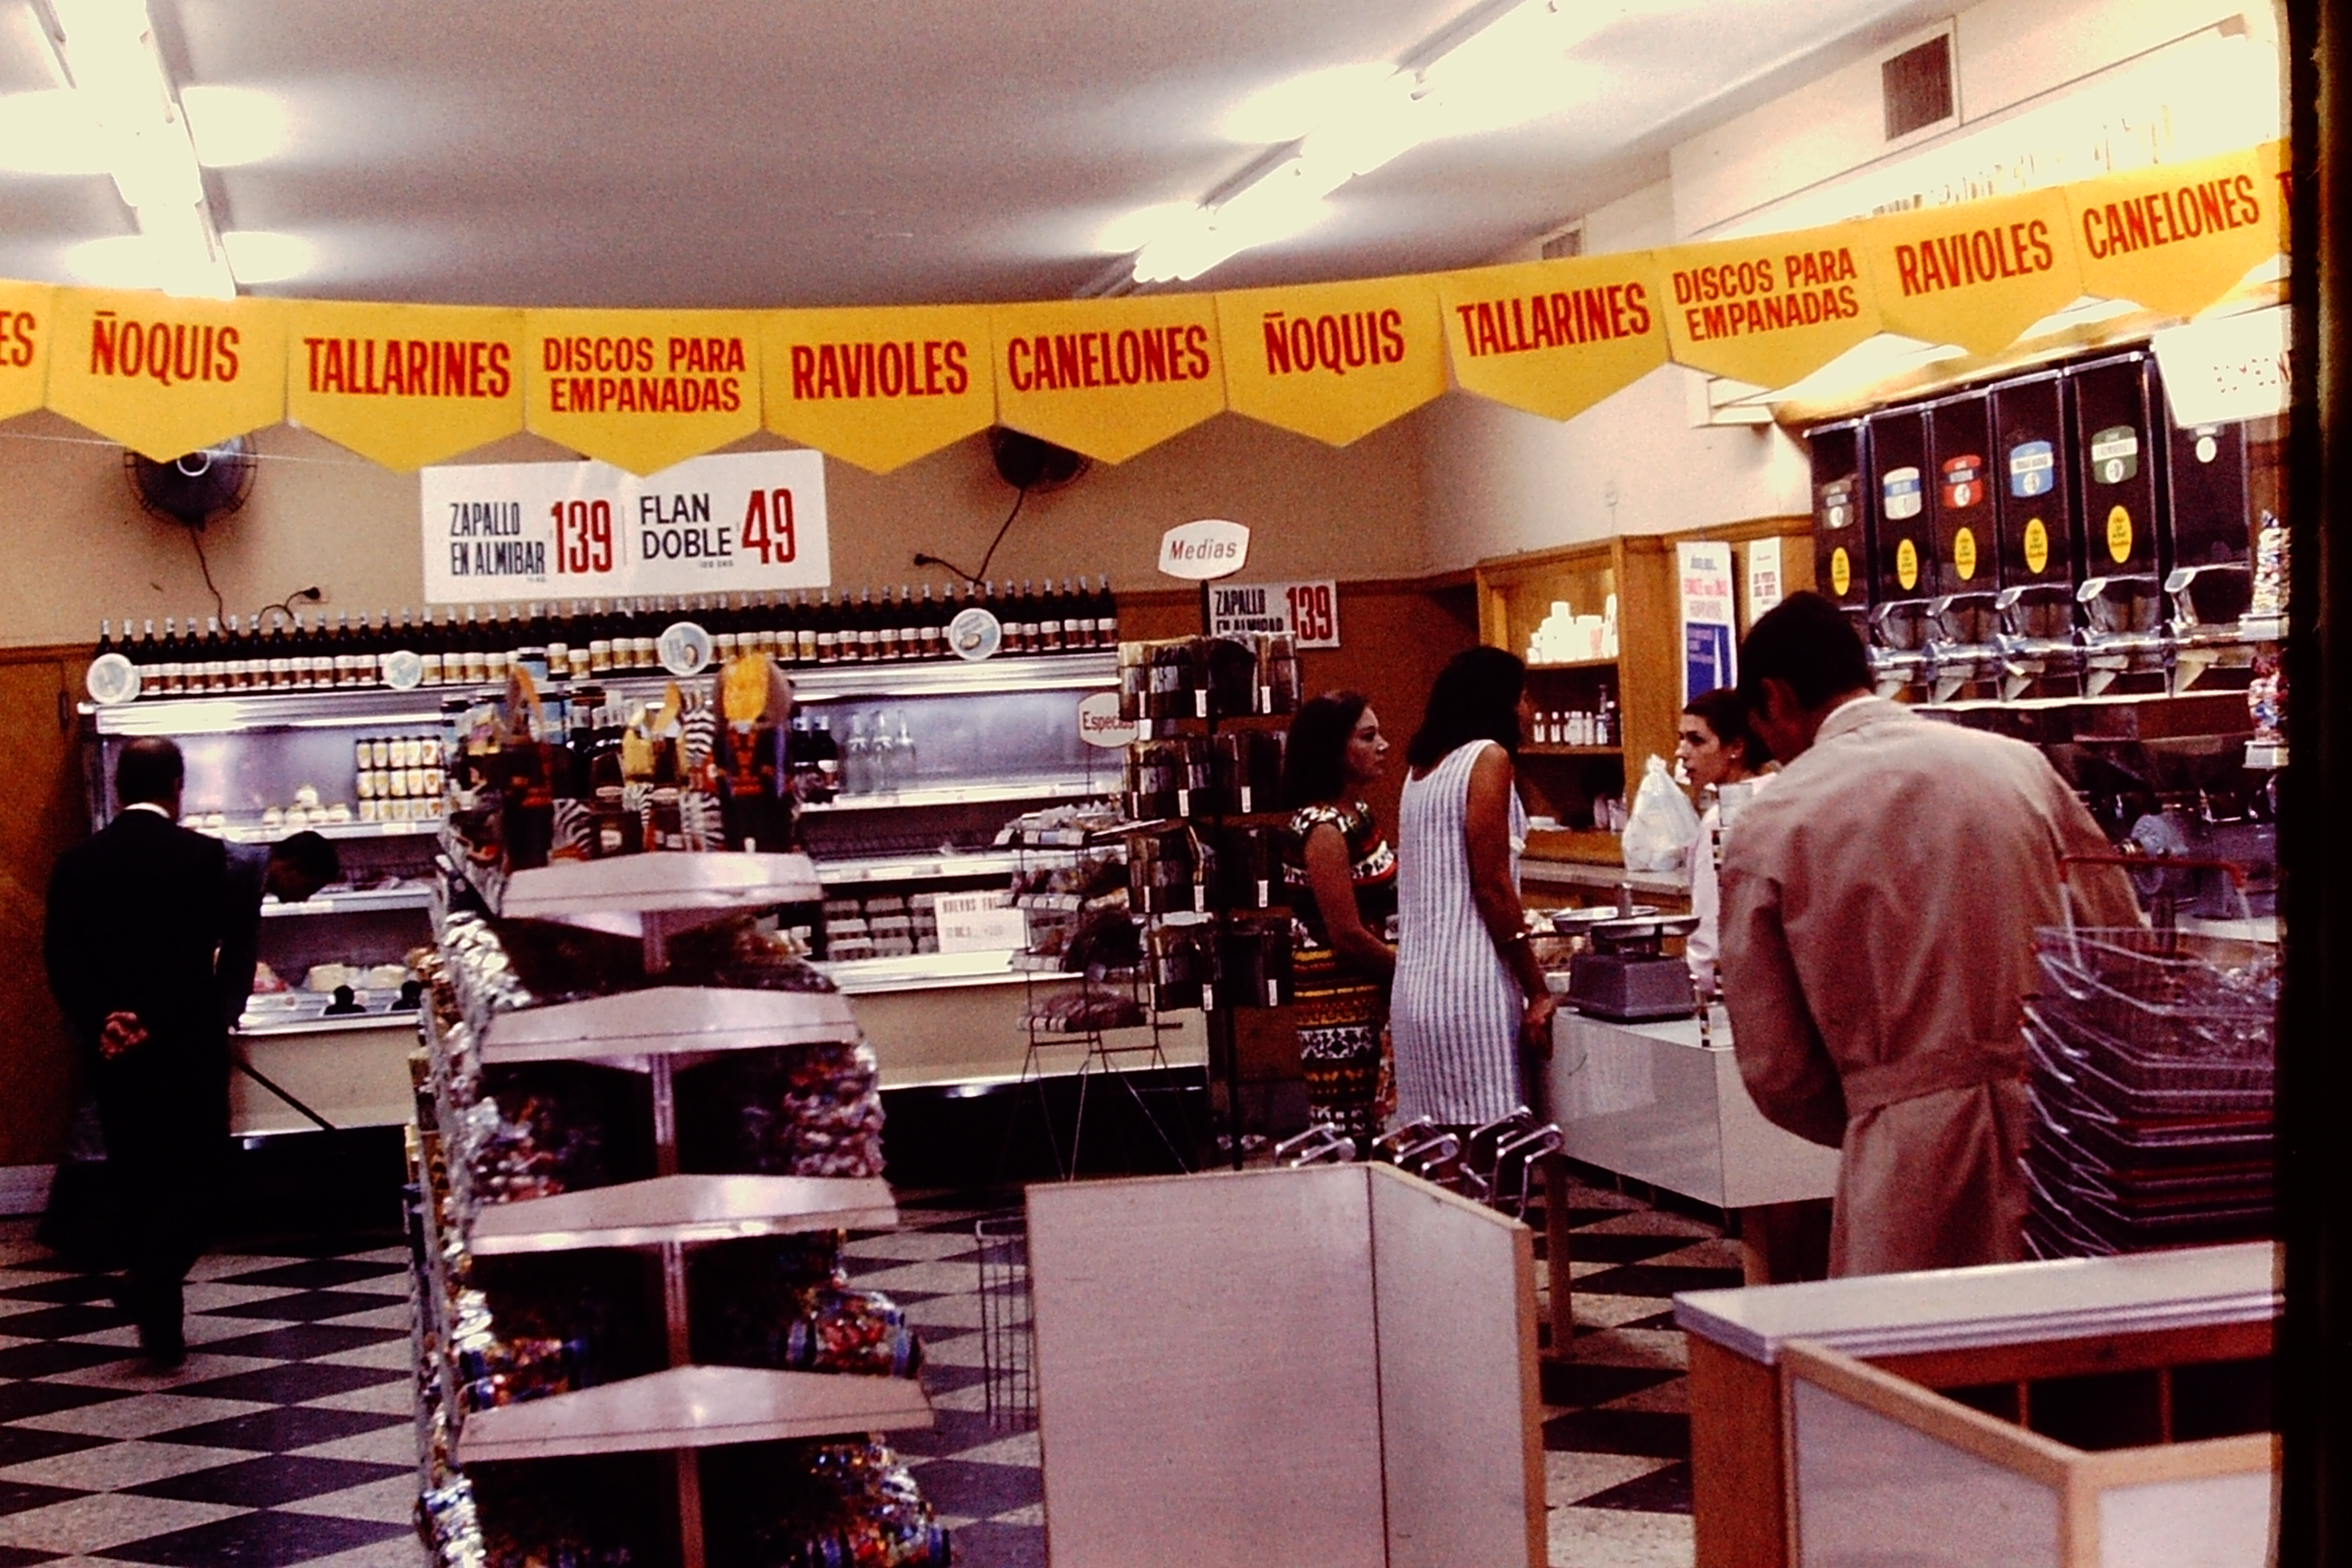 ES
ÑOQUIS
TALLARINES
DISCOS PARA
EMPANADAS
RAVIOLES
CANELONES
ÑOQUIS
TALLARINES
DISCOS PARA
EMPANADAS
RAVIOLES
CANELONES
T
ZAPALLO
EN ALMIBAR
139
FLAN
DOBLE
49
Medias
ZAPALLO
EN ALMIBAR
139
Especias